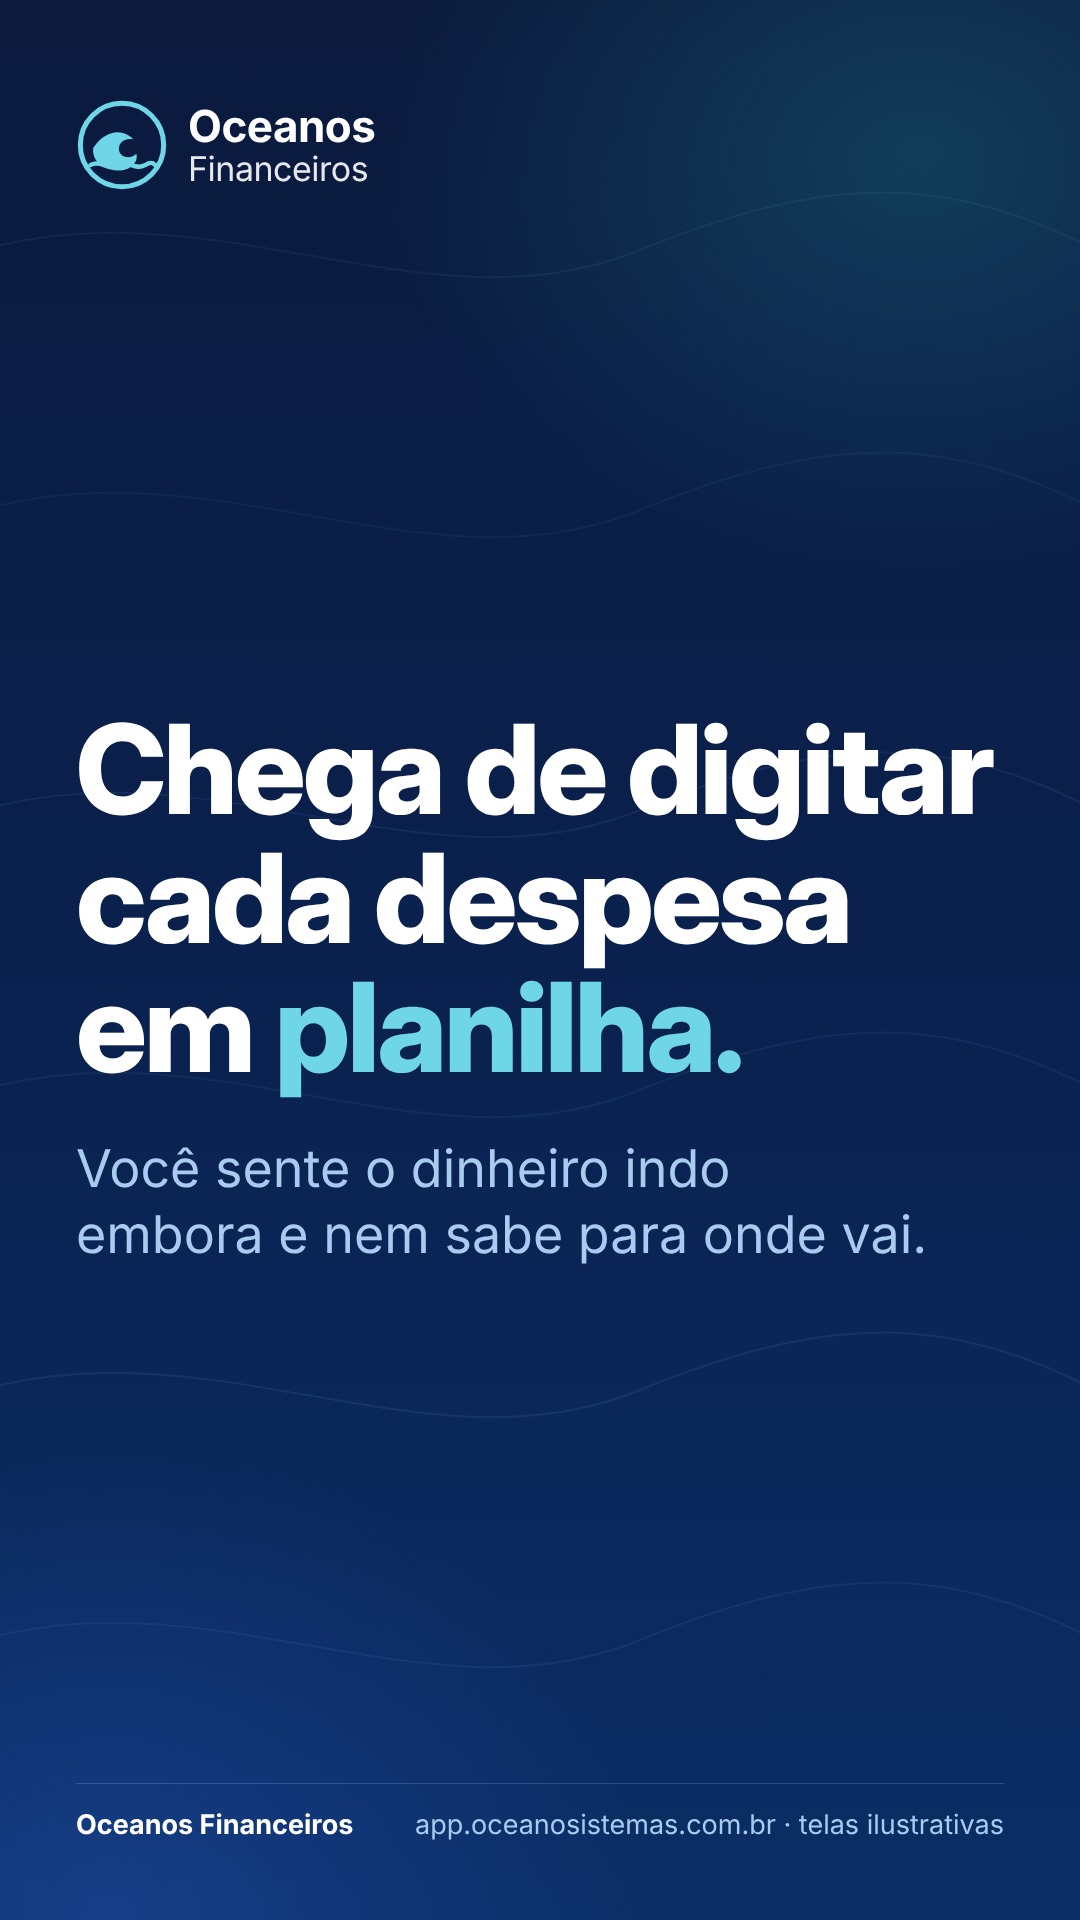 Oceanos
Financeiros
Chega de digitar
cada despesa
em planilha.
Você sente o dinheiro indo
embora e nem sabe para onde vai.
Oceanos Financeiros
app.oceanosistemas.com.br · telas ilustrativas